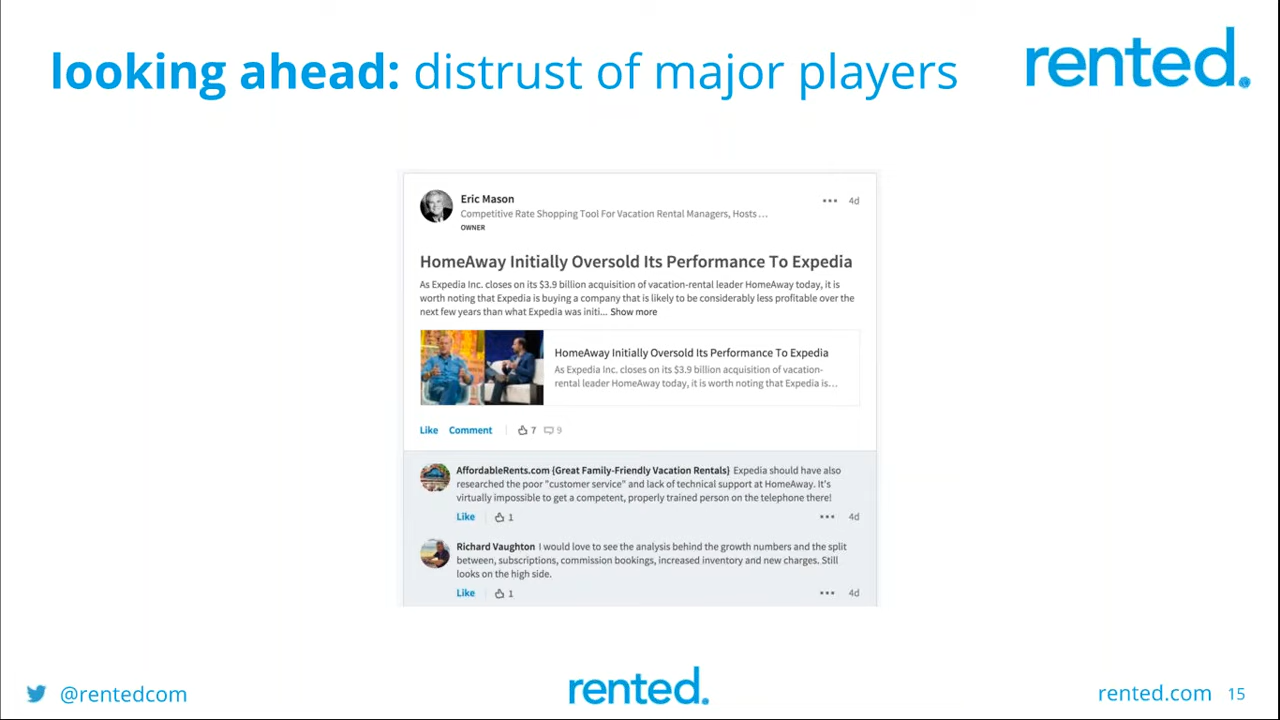 looking ahead: distrust of major players
rented.
Eric Mason
4d
Competitive Rate Shopping Tool For Vacation Rental Managers, Hosts ...
OWNER
HomeAway Initially Oversold Its Performance To Expedia
As Expedia Inc. closes on its $3.9 billion acquisition of vacation-rental leader HomeAway today, it is
worth noting that Expedia is buying a company that is likely to be considerably less profitable over the
next few years than what Expedia was initi... Show more
HomeAway Initially Oversold Its Performance To Expedia
As Expedia Inc. closes on its $3.9 billion acquisition of vacation-
rental leader HomeAway today, it is worth noting that Expedia is...
Like Comment 7 9
AffordableRents.com {Great Family-Friendly Vacation Rentals} Expedia should have also
researched the poor "customer service" and lack of technical support at HomeAway. It's
virtually impossible to get a competent, properly trained person on the telephone there!
Like 1 4d
Richard Vaughton I would love to see the analysis behind the growth numbers and the split
between, subscriptions, commission bookings, increased inventory and new charges. Still
looks on the high side.
Like 1 4d
@rentedcom
rented.
rented.com 15